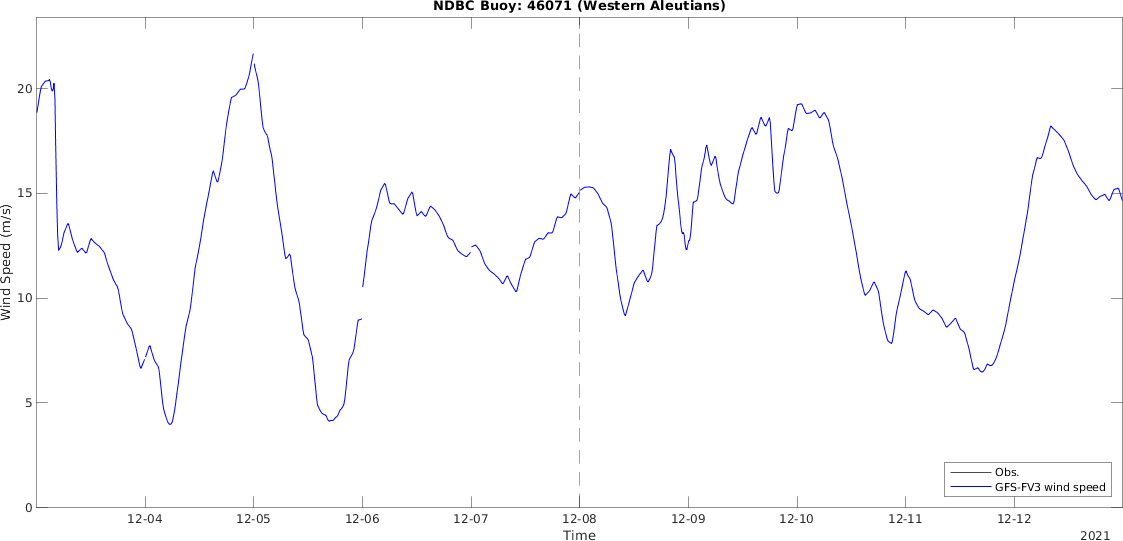 NDBC Buoy: 46071 (Western Aleutians)
Wind Speed (m/s)
20
15
10
5
0
12-04 12-05 12-06 12-07 12-08 12-09 12-10 12-11 12-12
Time
2021
Obs.
GFS-FV3 wind speed